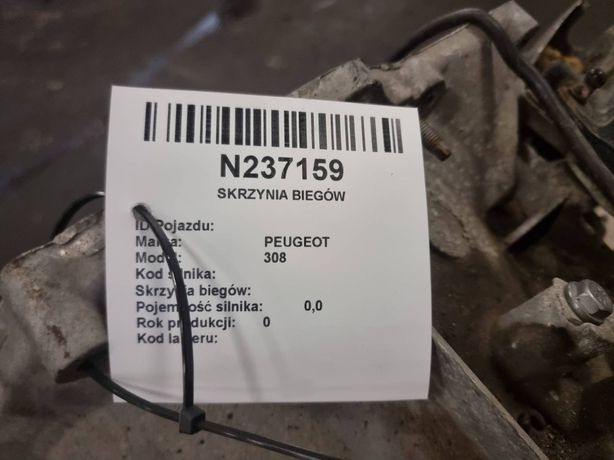 N237159
SKRZYNIA BIEGÓW
ID Pojazdu:
Marka: PEUGEOT
Model: 308
Kod silnika:
Skrzynia biegów:
Pojemność silnika: 0,0
Rok produkcji: 0
Kod lakieru: